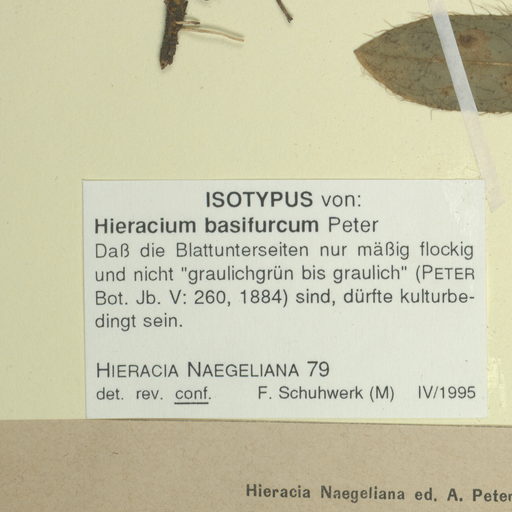 ISOTYPUS von:
Hieracium basifurcum Peter
Daß die Blattunterseiten nur mäßig flockig
und nicht "graulichgrün bis graulich" (PETER
Bot. Jb. V: 260, 1884) sind, dürfte kulturbe-
dingt sein.
HIERACIA NAEGELIANA 79
det. rev. conf. F. Schuhwerk (M) IV/1995
Hieracia Naegeliana ed. A. Peter